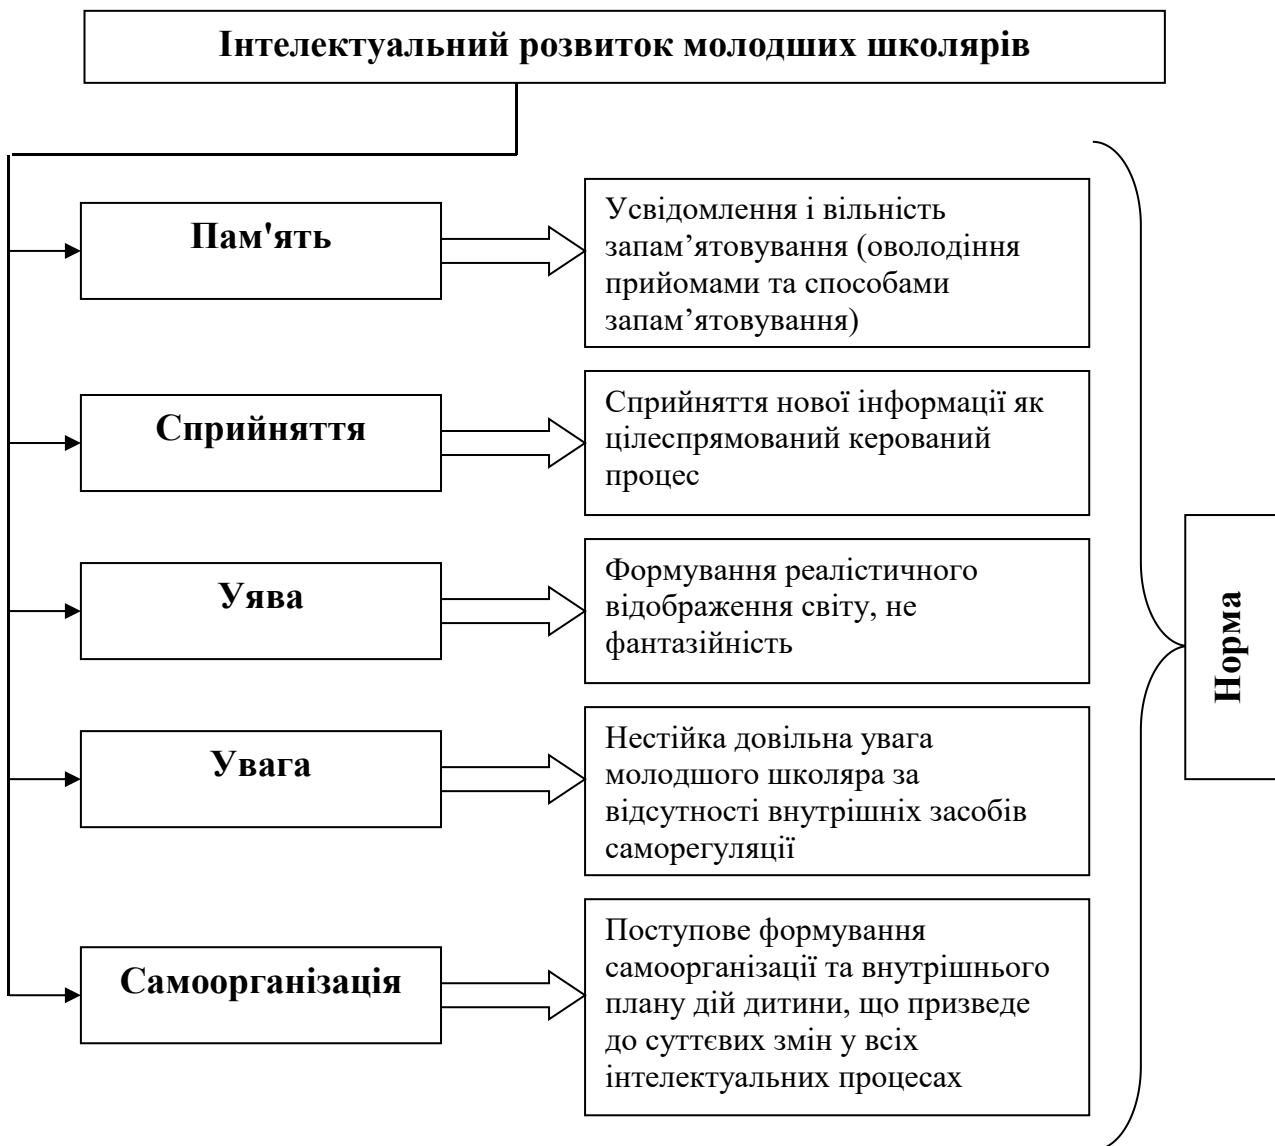 Інтелектуальний розвиток молодших школярів
Пам'ять
Усвідомлення і вільність
запам’ятовування (оволодіння
прийомами та способами
запам’ятовування)
Сприйняття
Сприйняття нової інформації як
цілеспрямований керований
процес
Уява
Формування реалістичного
відображення світу, не
фантазійність
Увага
Нестійка довільна увага
молодшого школяра за
відсутності внутрішніх засобів
саморегуляції
Самоорганізація
Поступове формування
самоорганізації та внутрішнього
плану дій дитини, що призведе
до суттєвих змін у всіх
інтелектуальних процесах
Норма